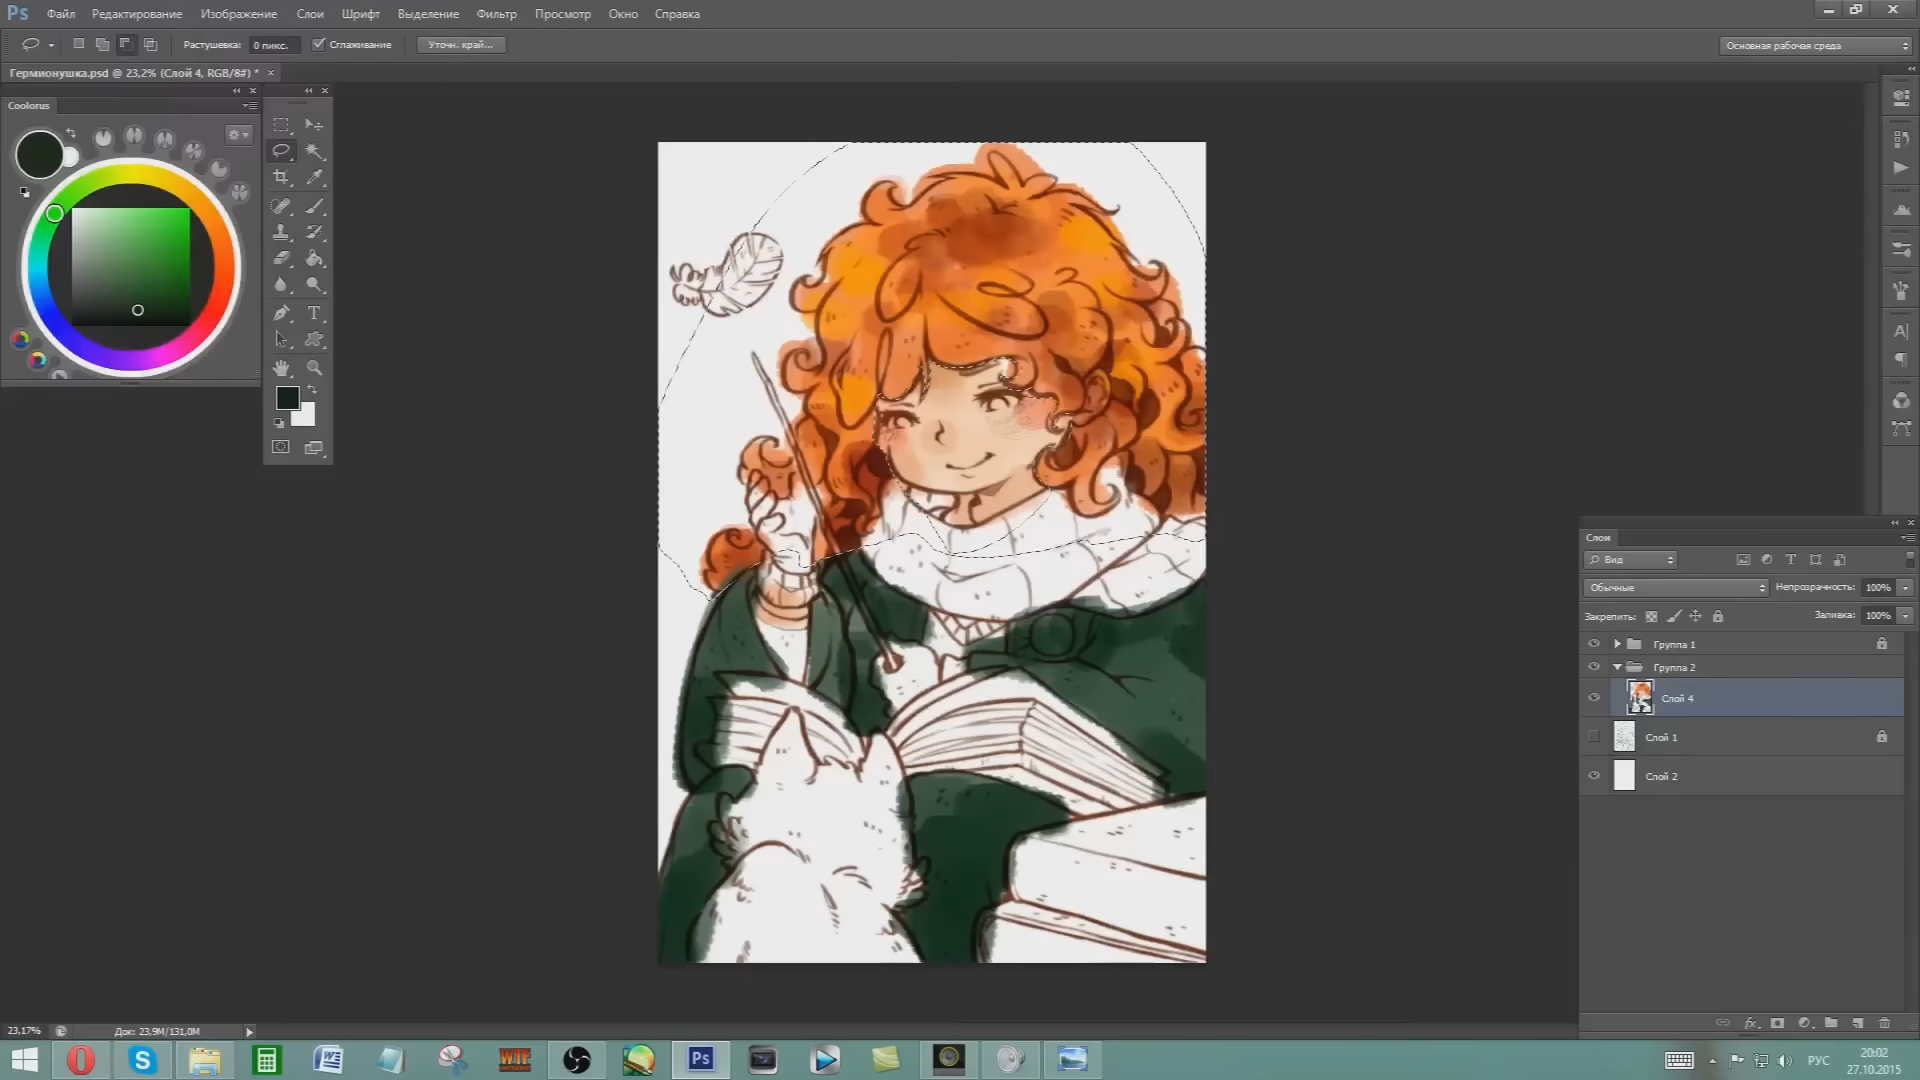 Ps Файл Редактирование Изображение Слои Шрифт Выделение Фильтр Просмотр Окно Справка
Растушевка: 0 пикс. Сглаживание Уточн. край... Основная рабочая среда
Гермионушка.psd @ 23,2% (Слой 4, RGB/8#) * ×
Coolorus
Слои
Вид
Обычные Непрозрачность: 100%
Закрепить: Заливка: 100%
Группа 1
Группа 2
Слой 4
Слой 1
Слой 2
23,17% Док: 23,9M/131,0M
WTF
Ps
РУС
20:02
27.10.2015